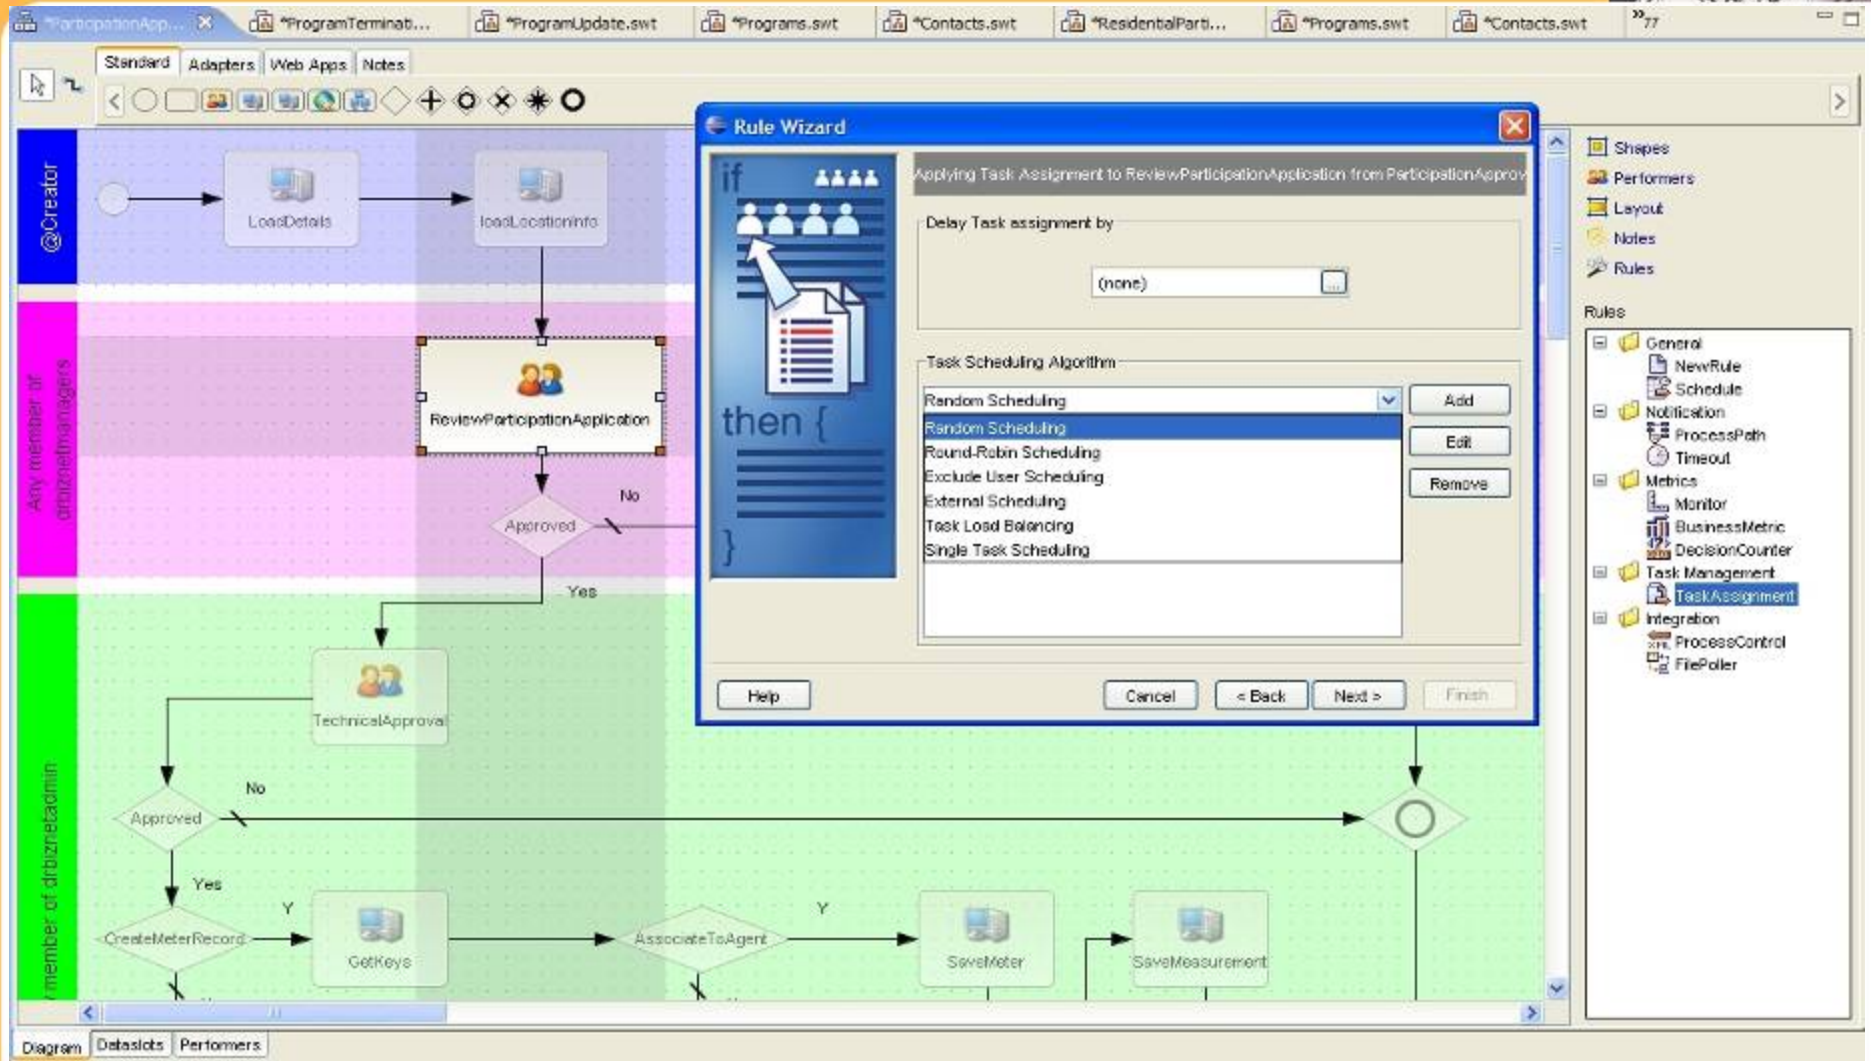 *ParticipationApp...
*ProgramTerminati...
*ProgramUpdate.swt
*Programs.swt
*Contacts.swt
*ResidentialParti...
*Programs.swt
*Contacts.swt
»77
Standard
Adapters
Web Apps
Notes
@Creator
LoadDetails
loadLocationInfo
Any member of
drbiznetmanagers
ReviewParticipationApplication
Approved
No
Yes
member of drbiznetadmin
TechnicalApproval
Approved
No
Yes
CreateMeterRecord
Y
GetKeys
AssociateToAgent
Y
SaveMeter
SaveMeasurement
Rule Wizard
if
then {
}
Applying Task Assignment to ReviewParticipationApplication from ParticipationApprov
Delay Task assignment by
(none)
...
Task Scheduling Algorithm
Random Scheduling
Random Scheduling
Round-Robin Scheduling
Exclude User Scheduling
External Scheduling
Task Load Balancing
Single Task Scheduling
Add
Edit
Remove
Help
Cancel
< Back
Next >
Finish
Shapes
Performers
Layout
Notes
Rules
Rules
General
NewRule
Schedule
Notification
ProcessPath
Timeout
Metrics
Monitor
BusinessMetric
DecisionCounter
Task Management
TaskAssignment
Integration
ProcessControl
FilePoller
Diagram
Dataslots
Performers